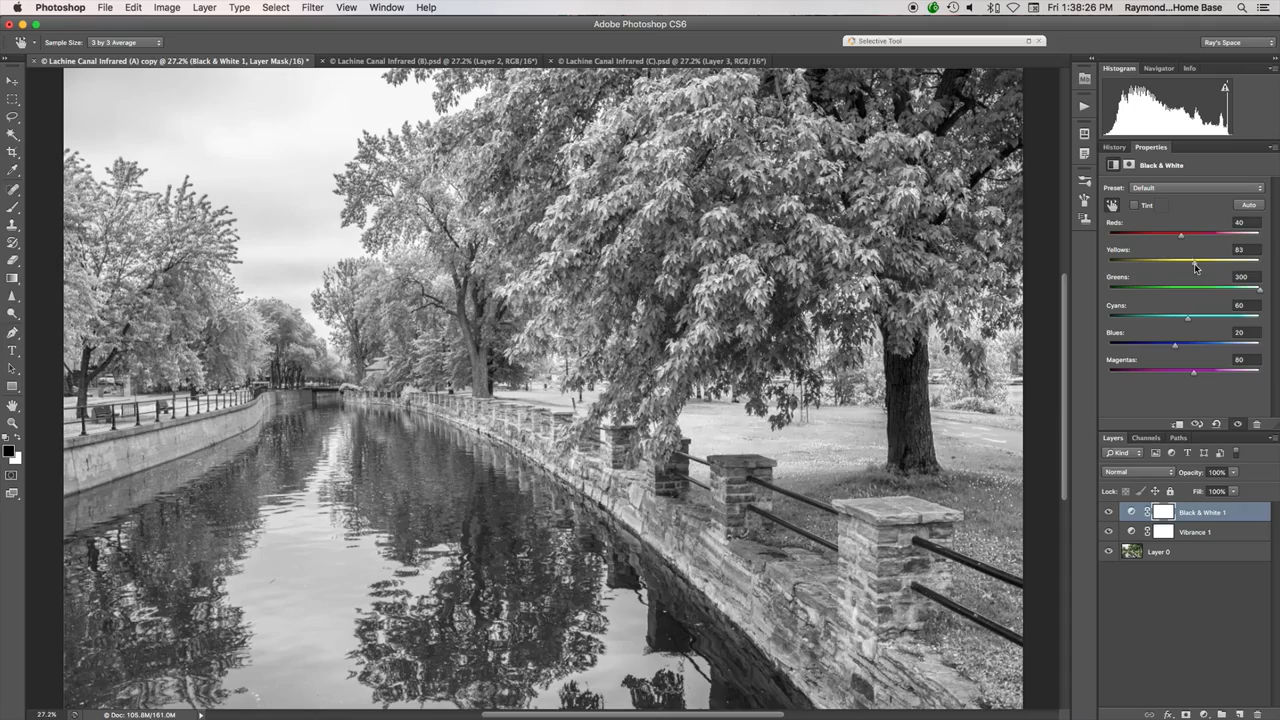 Photoshop File Edit Image Layer Type Select Filter View Window Help
Fri 1:38:26 PM Raymond...Home Base
Adobe Photoshop CS6
Sample Size: 3 by 3 Average
Selective Tool
Ray's Space
Lachine Canal Infrared (A) copy @ 27.2% (Black & White 1, Layer Mask/16) *
Lachine Canal Infrared (B).psd @ 27.2% (Layer 2, RGB/16*)
Lachine Canal Infrared (C).psd @ 27.2% (Layer 3, RGB/16*)
Histogram Navigator Info
History Properties
Black & White
Preset: Default
Tint Auto
Reds: 40
Yellows: 83
Greens: 300
Cyans: 60
Blues: 20
Magentas: 80
Layers Channels Paths
Kind
Normal Opacity: 100%
Lock: Fill: 100%
Black & White 1
Vibrance 1
Layer 0
27.2% Doc: 105.8M/161.0M